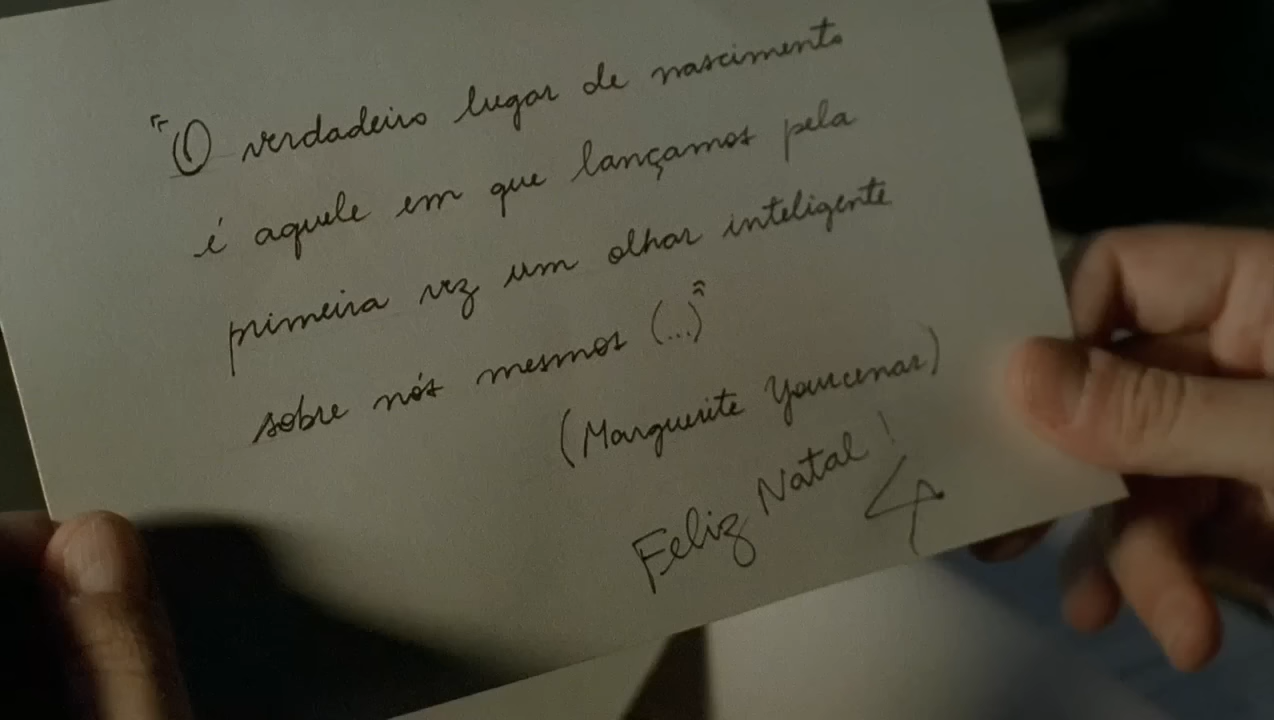 "O verdadeiro lugar de nascimento
é aquele em que lançamos pela
primeira vez um olhar inteligente
sobre nós mesmos (...)"
(Marguerite Yourcenar)
Feliz Natal!